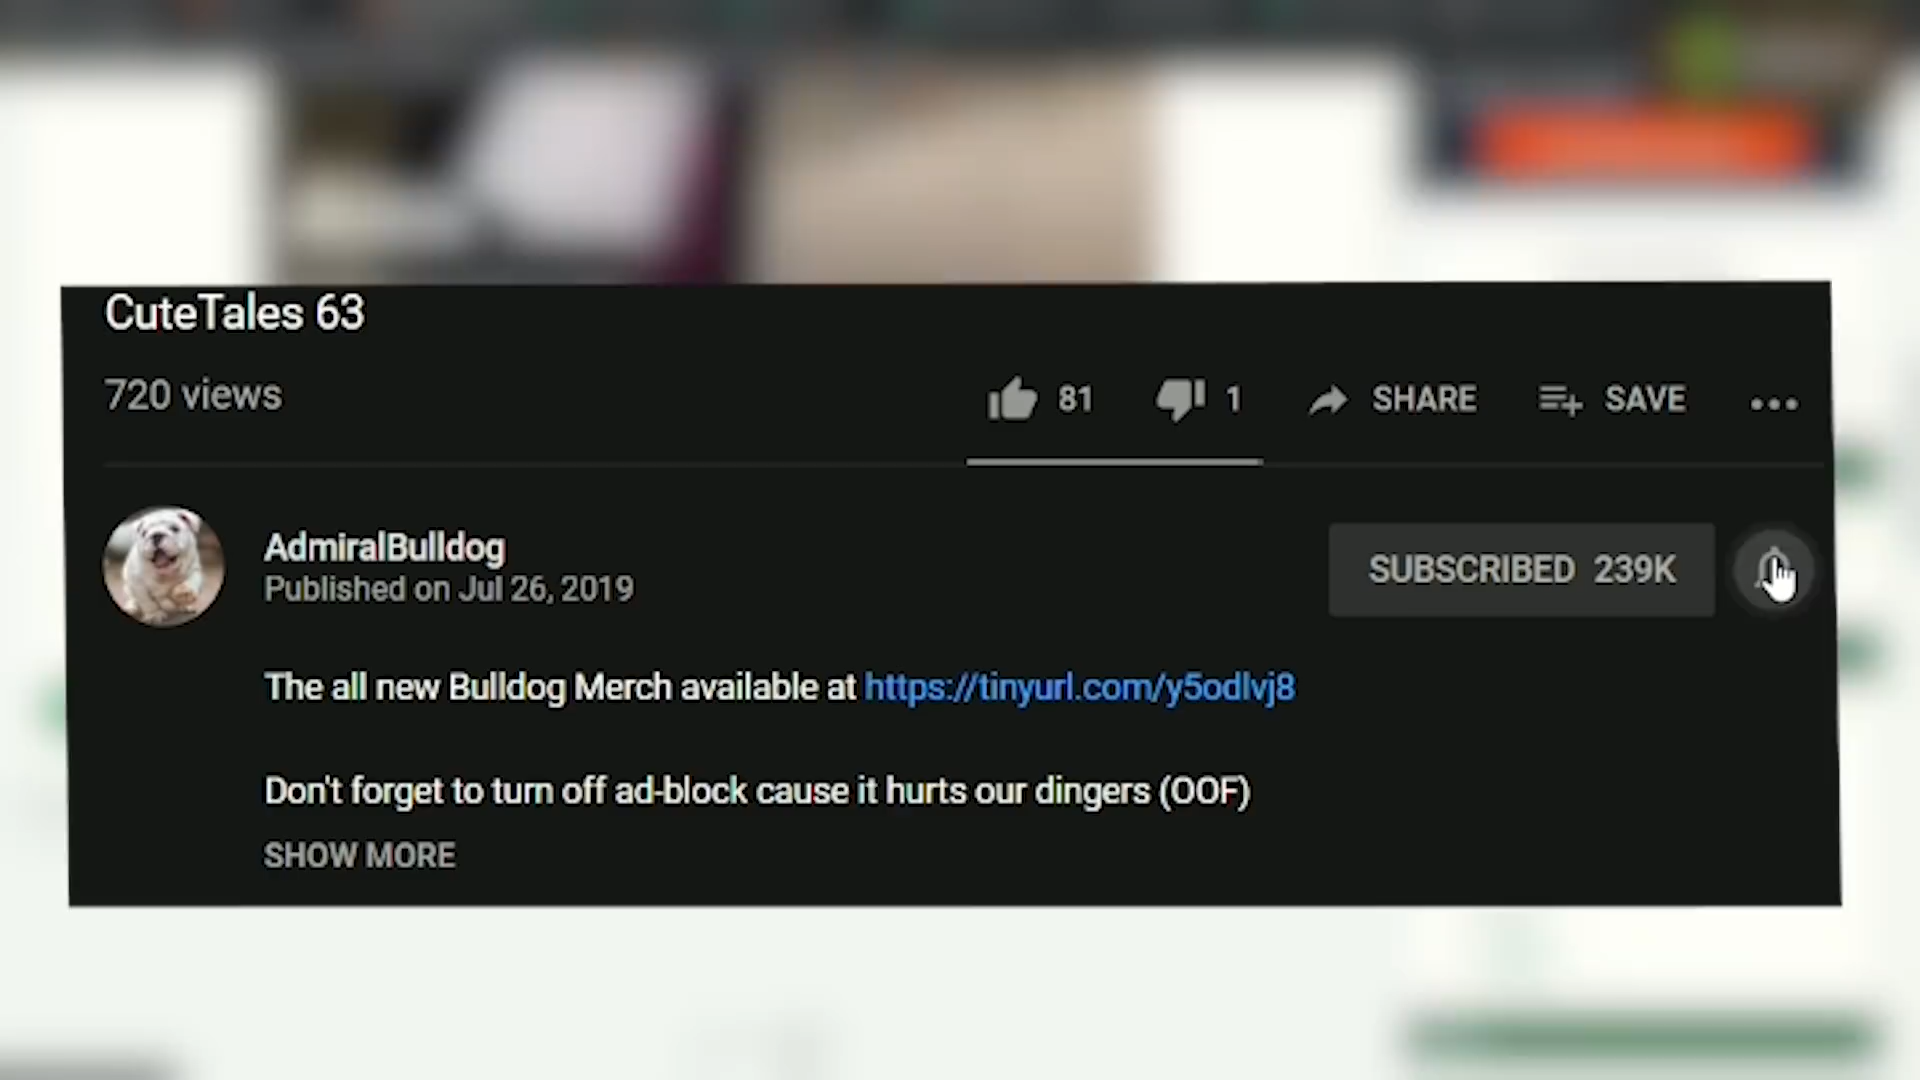 CuteTales 63
720 views
81 1 SHARE SAVE
AdmiralBulldog
Published on Jul 26, 2019
SUBSCRIBED 239K
The all new Bulldog Merch available at https://tinyurl.com/y5odlvj8
Don't forget to turn off ad-block cause it hurts our dingers (OOF)
SHOW MORE